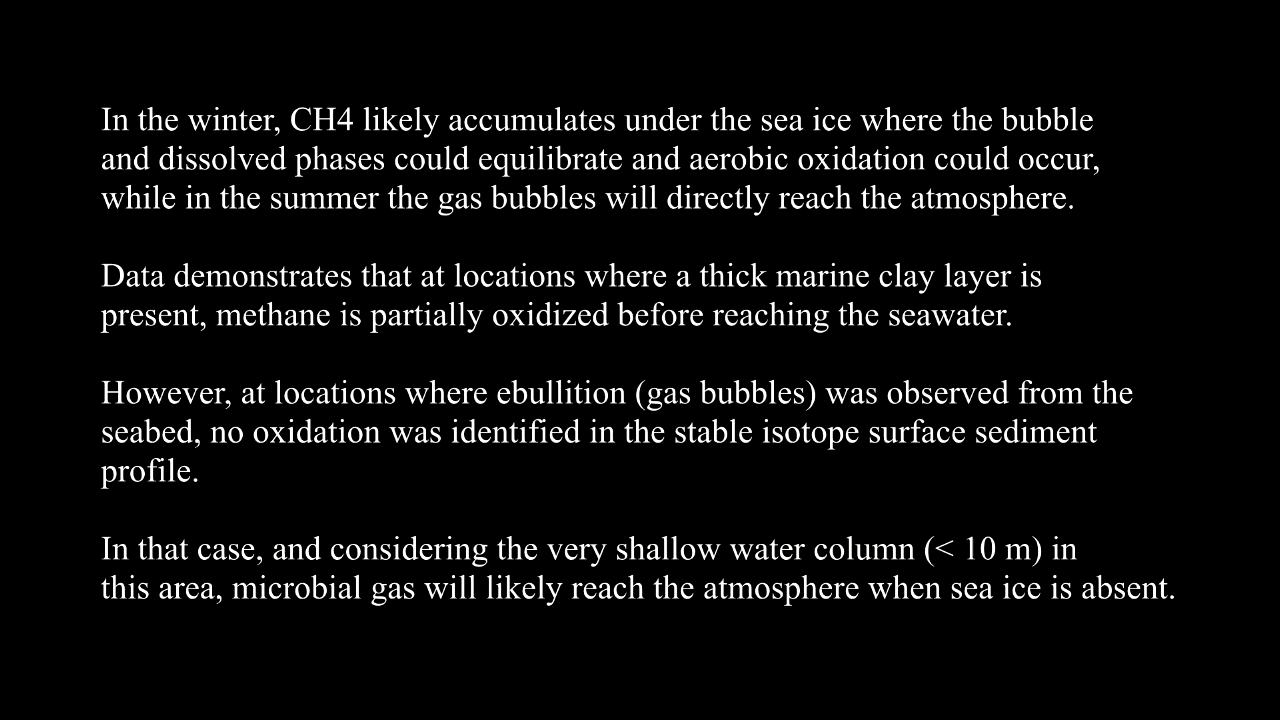 In the winter, CH4 likely accumulates under the sea ice where the bubble
and dissolved phases could equilibrate and aerobic oxidation could occur,
while in the summer the gas bubbles will directly reach the atmosphere.
Data demonstrates that at locations where a thick marine clay layer is
present, methane is partially oxidized before reaching the seawater.
However, at locations where ebullition (gas bubbles) was observed from the
seabed, no oxidation was identified in the stable isotope surface sediment
profile.
In that case, and considering the very shallow water column (< 10 m) in
this area, microbial gas will likely reach the atmosphere when sea ice is absent.